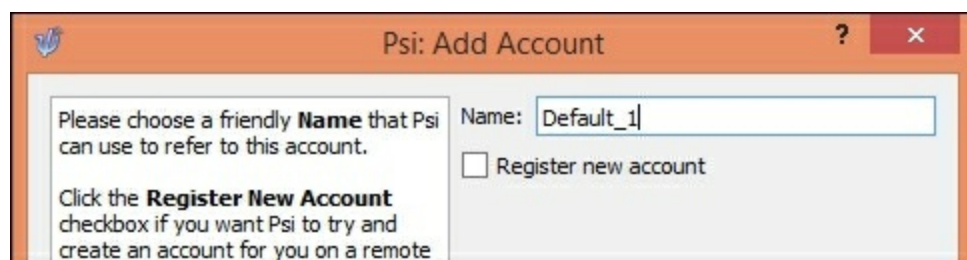 Psi: Add Account
?
Please choose a friendly Name that Psi
can use to refer to this account.
Click the Register New Account
checkbox if you want Psi to try and
create an account for you on a remote
Name: Default_1
Register new account